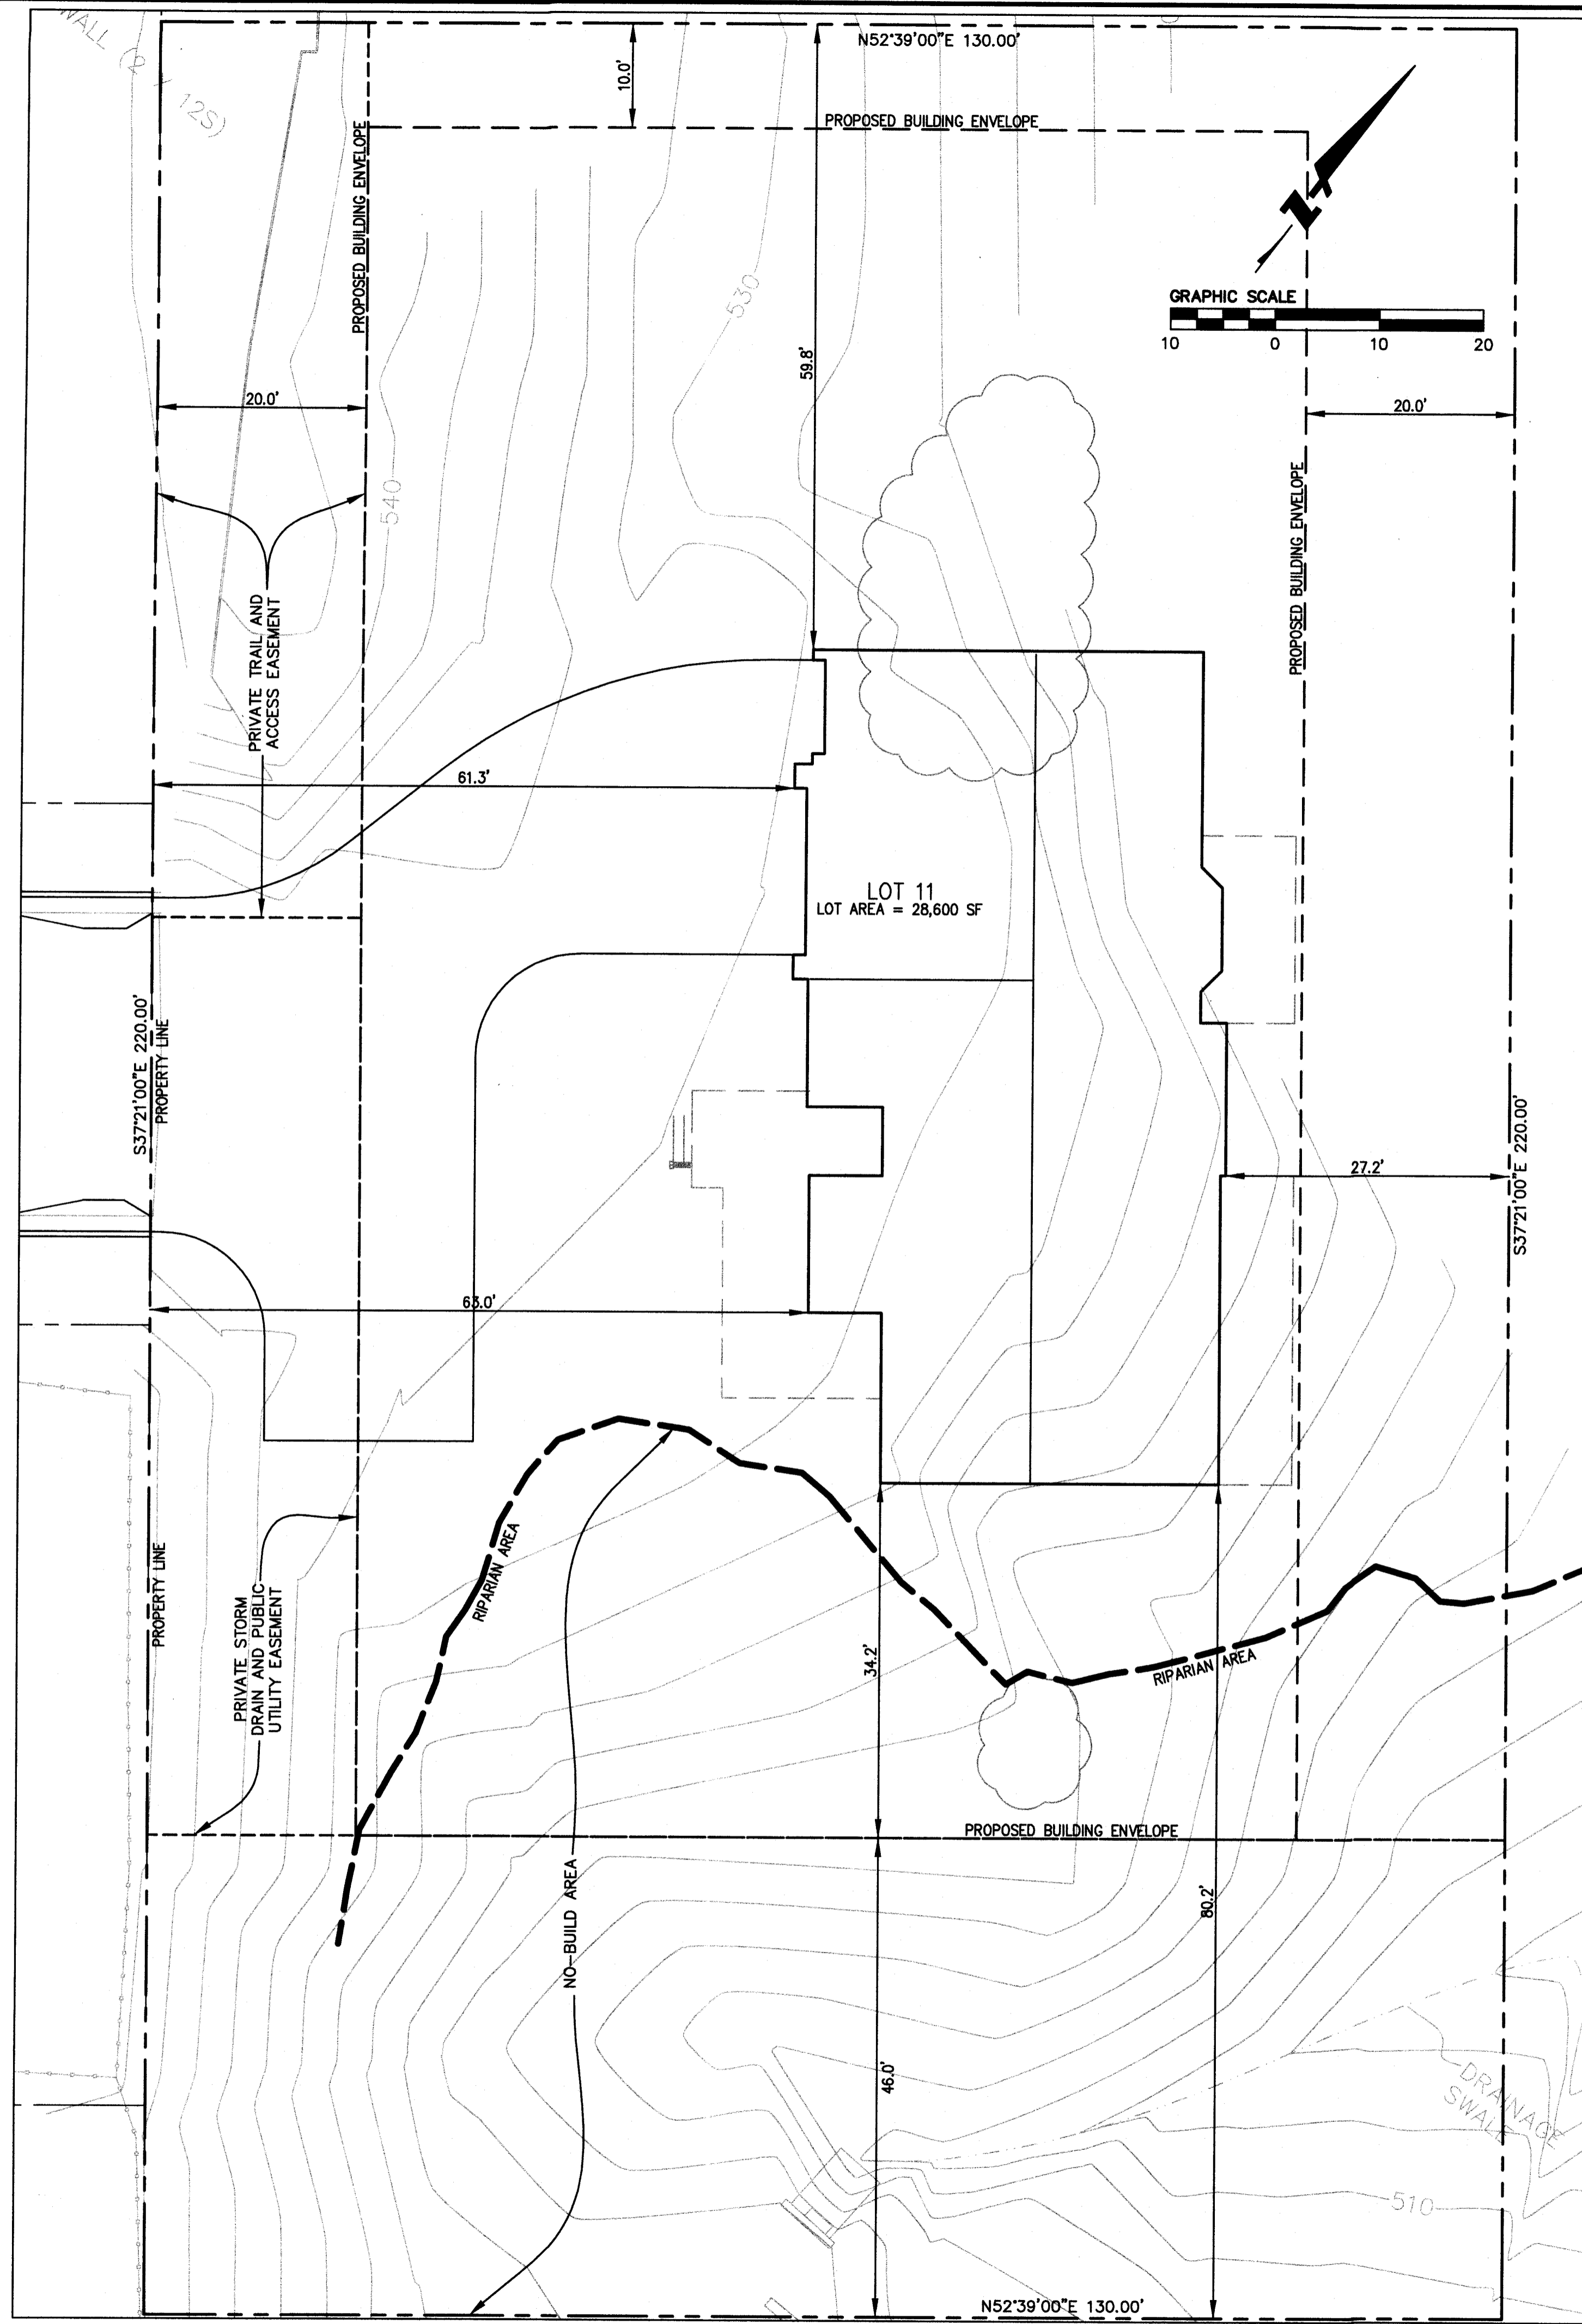 WALL (2 X 12S)
N52°39'00"E 130.00'
10.0'
PROPOSED BUILDING ENVELOPE
PROPOSED BUILDING ENVELOPE
N
GRAPHIC SCALE
10 0 10 20
530
59.8'
20.0'
20.0'
540
PROPOSED BUILDING ENVELOPE
PRIVATE TRAIL AND
ACCESS EASEMENT
61.3'
LOT 11
LOT AREA = 28,600 SF
S37°21'00"E 220.00'
PROPERTY LINE
27.2'
S37°21'00"E 220.00'
63.0'
RIPARIAN AREA
PROPERTY LINE
PRIVATE STORM
DRAIN AND PUBLIC
UTILITY EASEMENT
34.2'
RIPARIAN AREA
PROPOSED BUILDING ENVELOPE
NO-BUILD AREA
80.2'
46.0'
DRAINAGE
SWALE
510
N52°39'00"E 130.00'